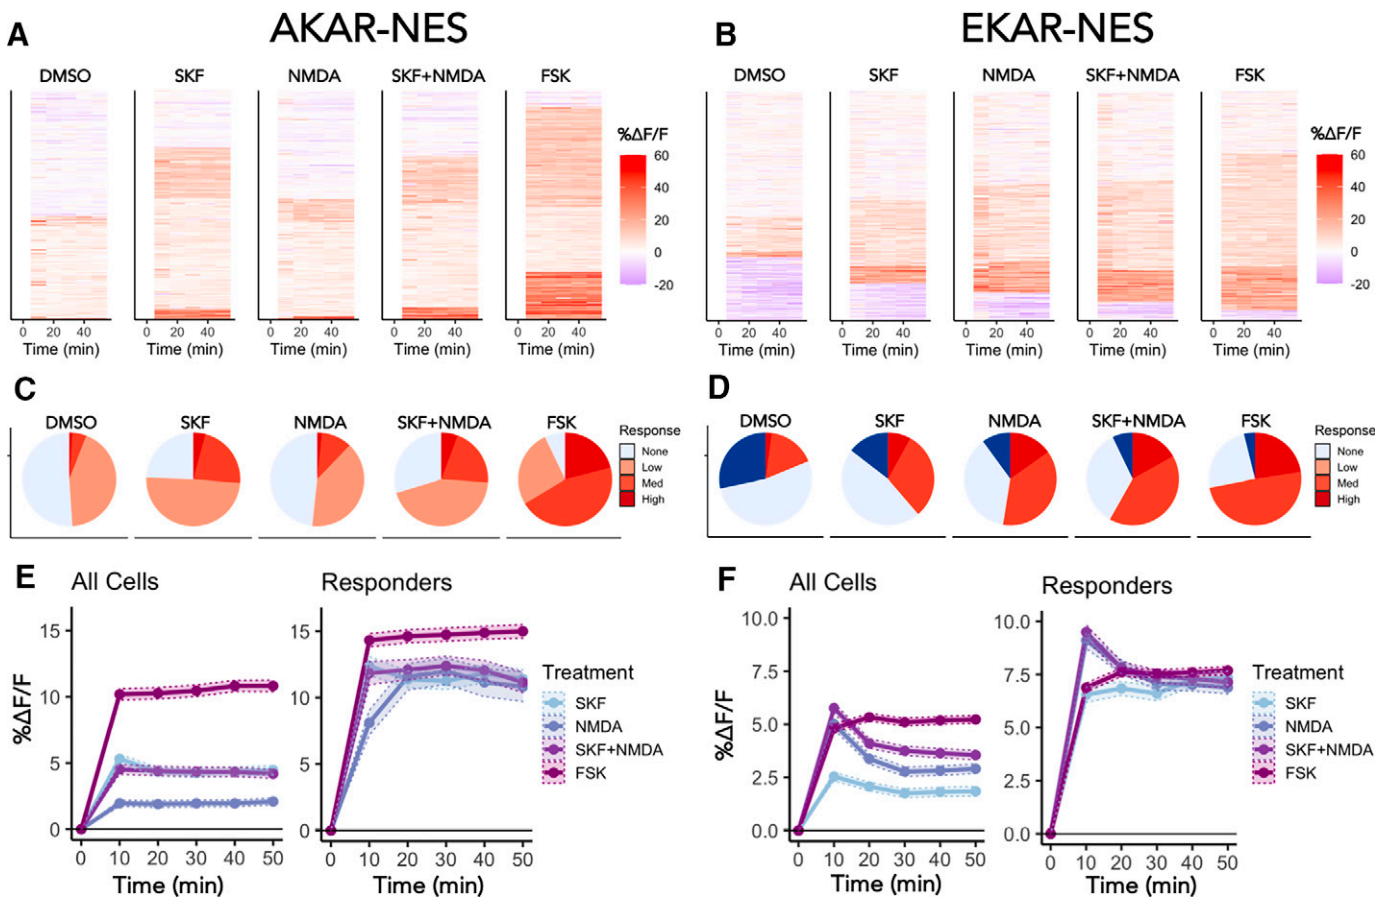 A
AKAR-NES
B
EKAR-NES
DMSO SKF NMDA SKF+NMDA FSK
DMSO SKF NMDA SKF+NMDA FSK
%ΔF/F
60
40
20
0
-20
%ΔF/F
60
40
20
0
-20
0 20 40 0 20 40 0 20 40 0 20 40 0 20 40
Time (min) Time (min) Time (min) Time (min) Time (min)
0 20 40 0 20 40 0 20 40 0 20 40 0 20 40
Time (min) Time (min) Time (min) Time (min) Time (min)
C
DMSO SKF NMDA SKF+NMDA FSK
Response
None
Low
Med
High
D
DMSO SKF NMDA SKF+NMDA FSK
Response
None
Low
Med
High
E
All Cells
%ΔF/F
15
10
5
0
0 10 20 30 40 50
Time (min)
Responders
15
10
5
0
0 10 20 30 40 50
Time (min)
Treatment
SKF
NMDA
SKF+NMDA
FSK
F
All Cells
%ΔF/F
10.0
7.5
5.0
2.5
0.0
0 10 20 30 40 50
Time (min)
Responders
10.0
7.5
5.0
2.5
0.0
0 10 20 30 40 50
Time (min)
Treatment
SKF
NMDA
SKF+NMDA
FSK